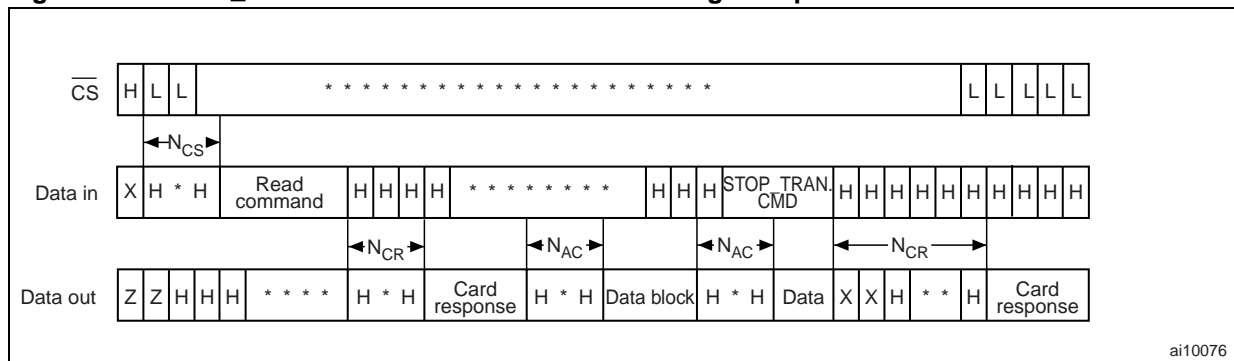 CS H L L * * * * * * * * * * * * * * * * * * * * * L L L L L
NCS
Data in X H * H Read command H H H H * * * * * * * * H H H STOP_TRAN. CMD H H H H H H H H H H
NCR NAC NAC NCR
Data out Z Z H H H * * * * H * H Card response H * H Data block H * H Data X X H * * H Card response
ai10076